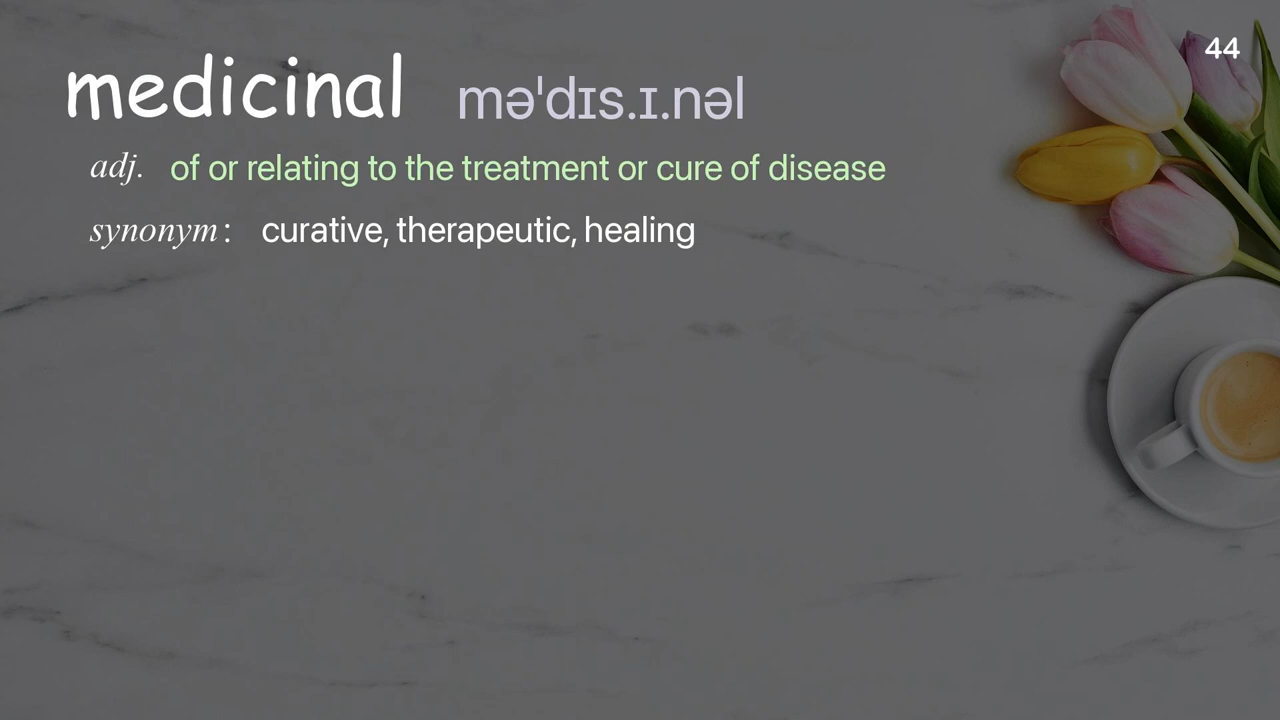 44
medicinal məˈdɪs.ɪ.nəl
adj. of or relating to the treatment or cure of disease
synonym: curative, therapeutic, healing